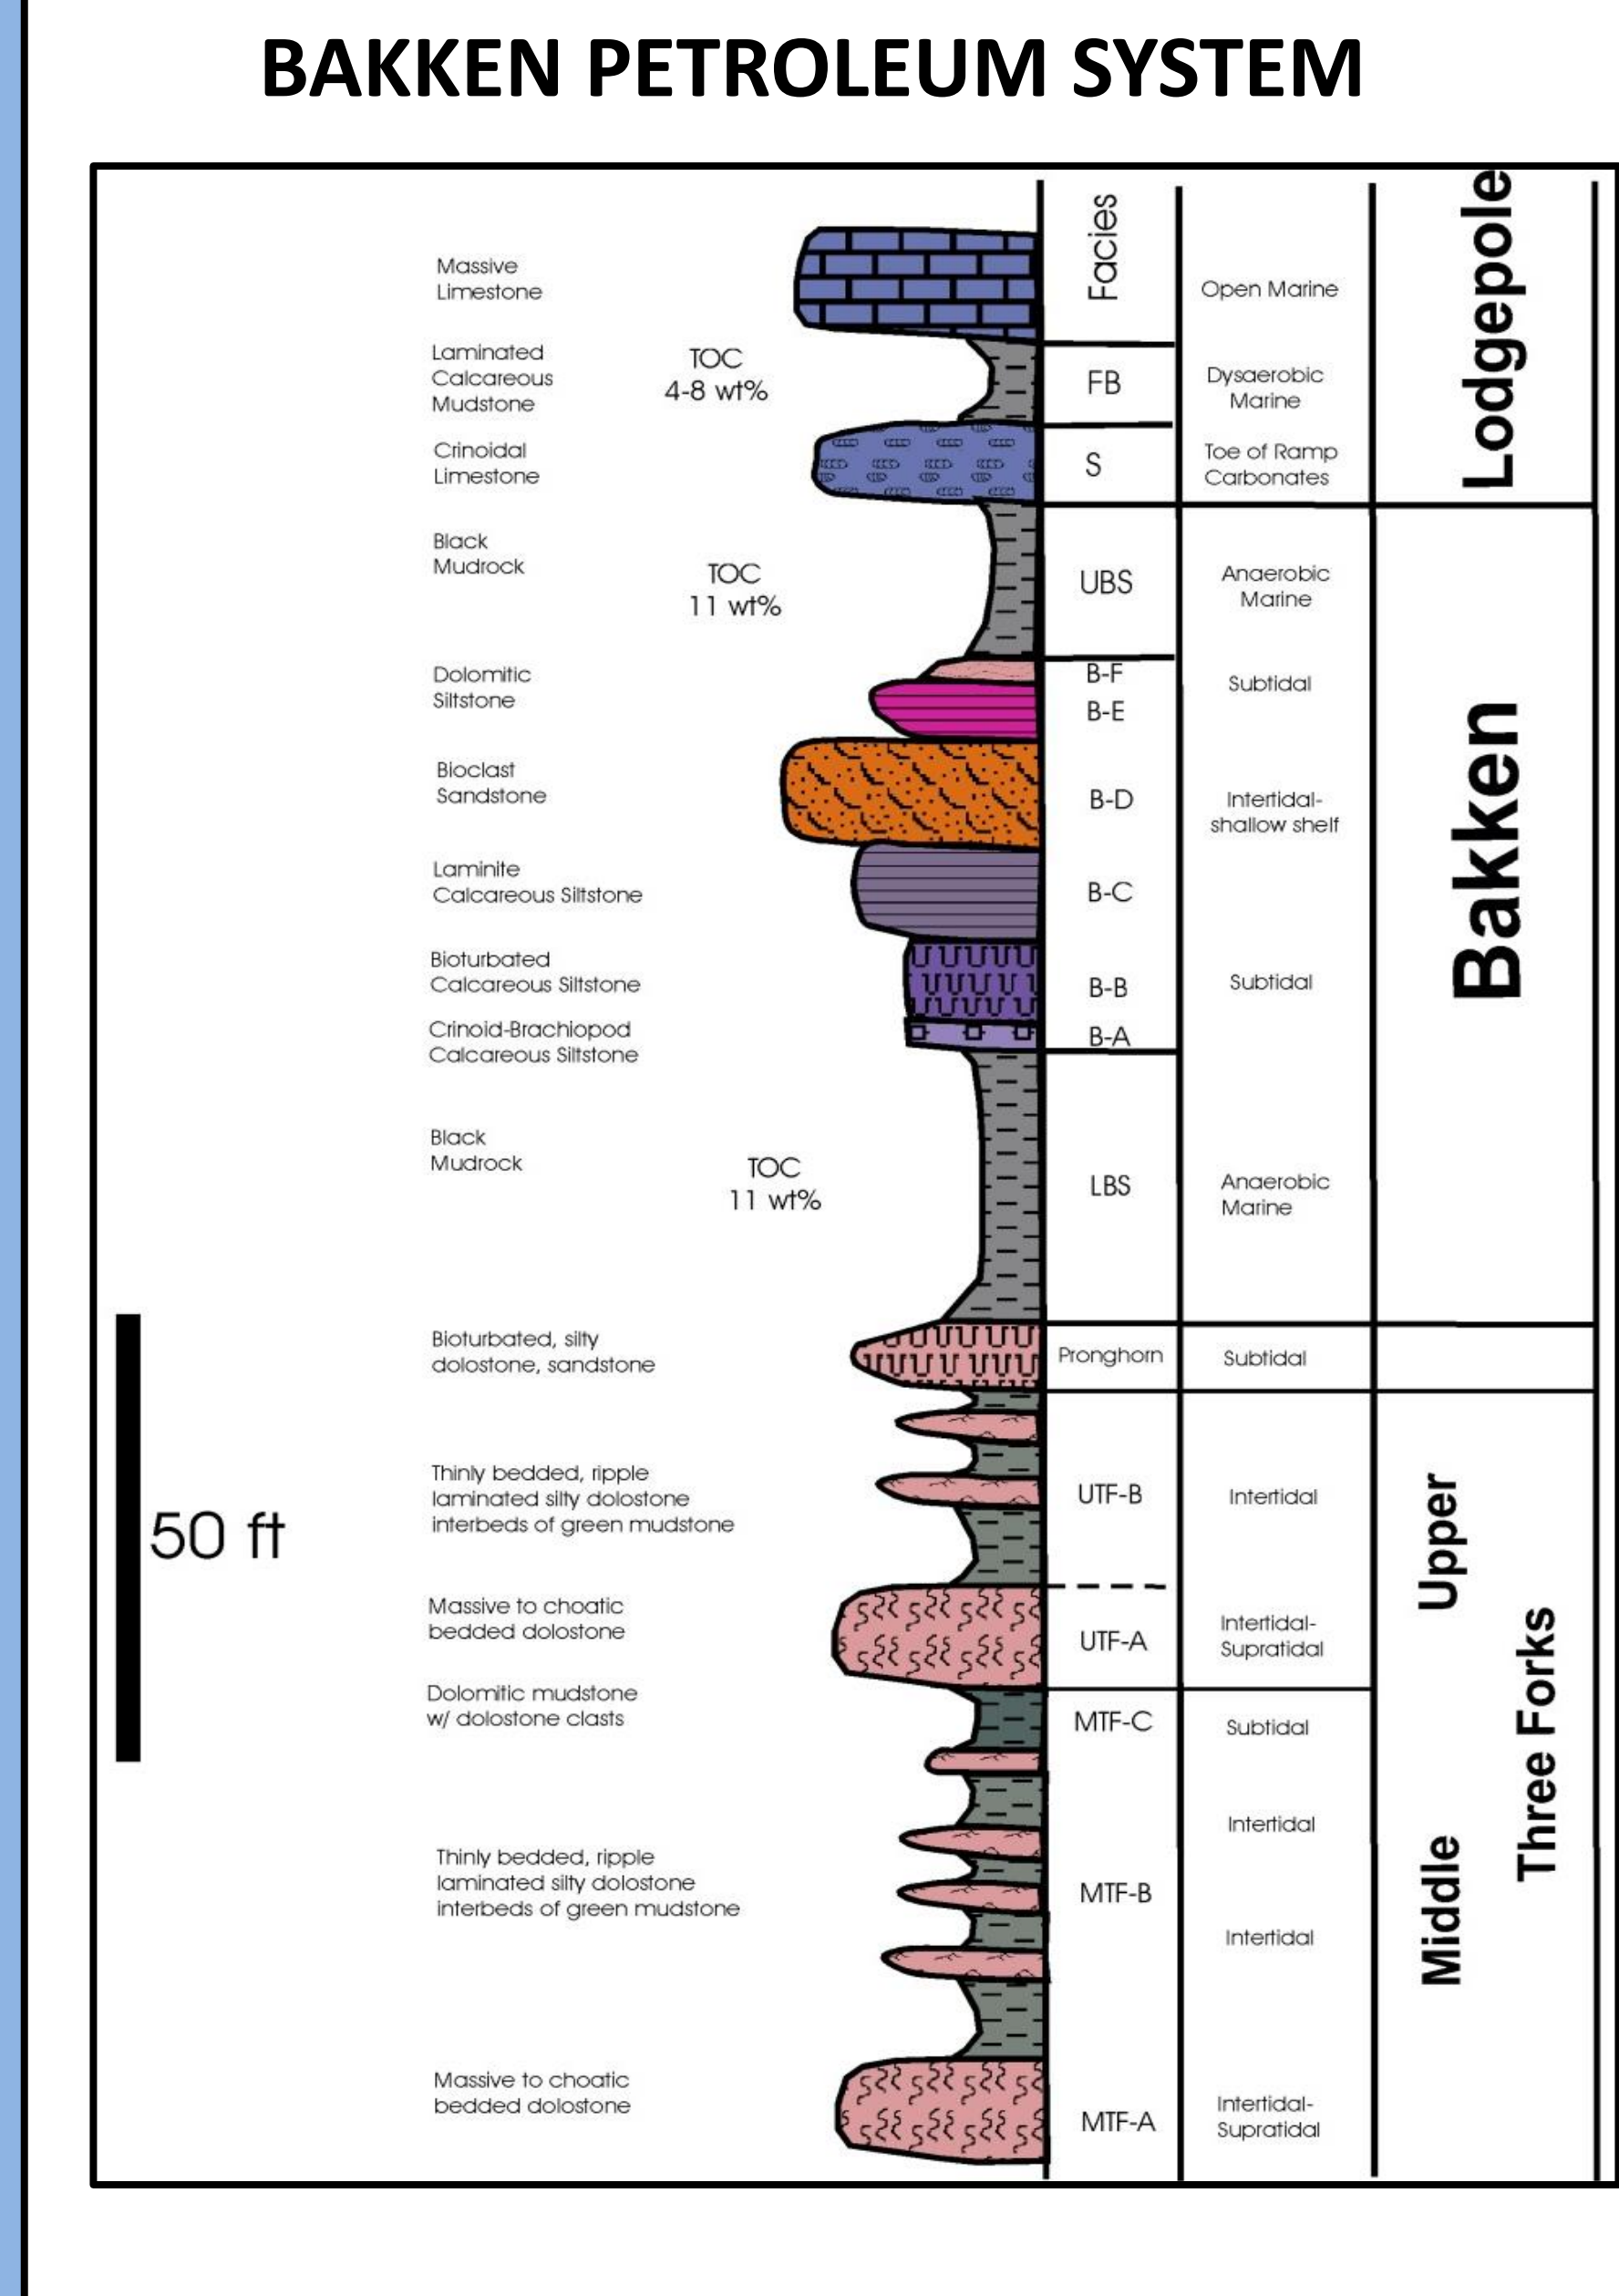 BAKKEN PETROLEUM SYSTEM
Facies
Lodgepole
Massive
Limestone
Open Marine
Laminated
Calcareous
Mudstone
TOC
4-8 wt%
FB
Dysaerobic
Marine
Crinoidal
Limestone
S
Toe of Ramp
Carbonates
Bakken
Black
Mudrock
TOC
11 wt%
UBS
Anaerobic
Marine
Dolomitic
Siltstone
B-F
B-E
Subtidal
Bioclast
Sandstone
B-D
Intertidal-
shallow shelf
Laminite
Calcareous Siltstone
B-C
Bioturbated
Calcareous Siltstone
B-B
Subtidal
Crinoid-Brachiopod
Calcareous Siltstone
B-A
Black
Mudrock
TOC
11 wt%
LBS
Anaerobic
Marine
Bioturbated, silty
dolostone, sandstone
Pronghorn
Subtidal
50 ft
Thinly bedded, ripple
laminated silty dolostone
interbeds of green mudstone
UTF-B
Intertidal
Upper
Three Forks
Massive to choatic
bedded dolostone
UTF-A
Intertidal-
Supratidal
Dolomitic mudstone
w/ dolostone clasts
MTF-C
Subtidal
Middle
Intertidal
Thinly bedded, ripple
laminated silty dolostone
interbeds of green mudstone
MTF-B
Intertidal
Massive to choatic
bedded dolostone
MTF-A
Intertidal-
Supratidal